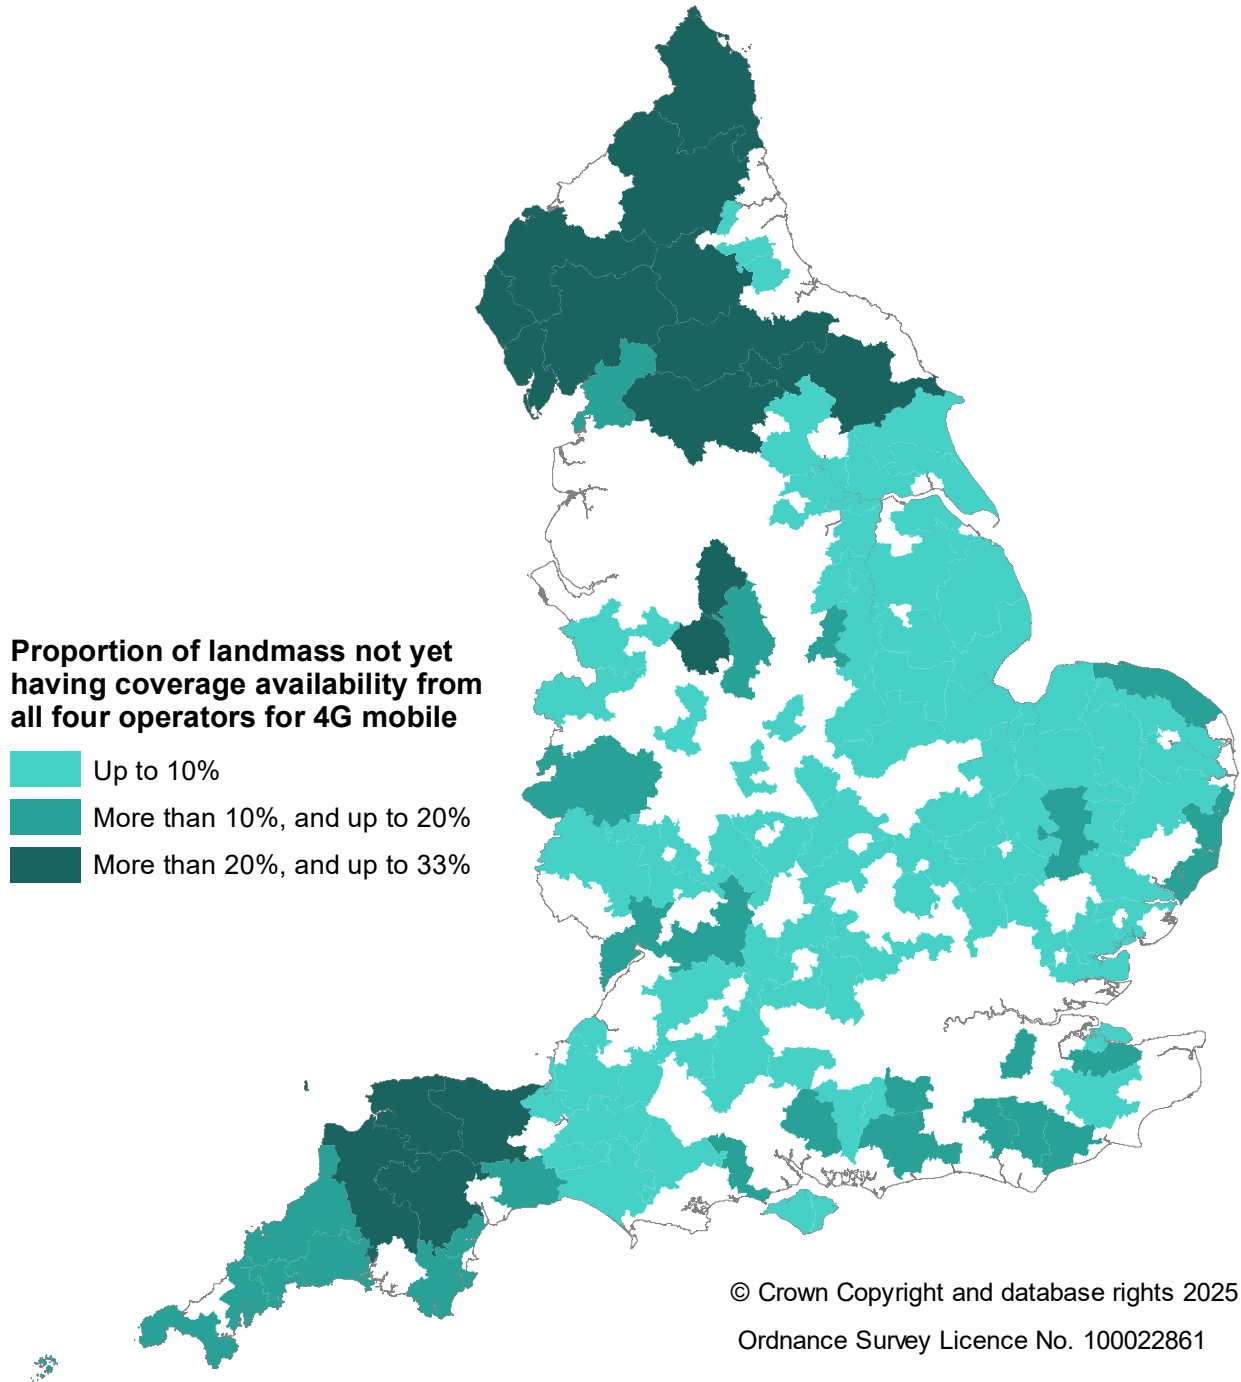 Proportion of landmass not yet
having coverage availability from
all four operators for 4G mobile
Up to 10%
More than 10%, and up to 20%
More than 20%, and up to 33%
© Crown Copyright and database rights 2025
Ordnance Survey Licence No. 100022861